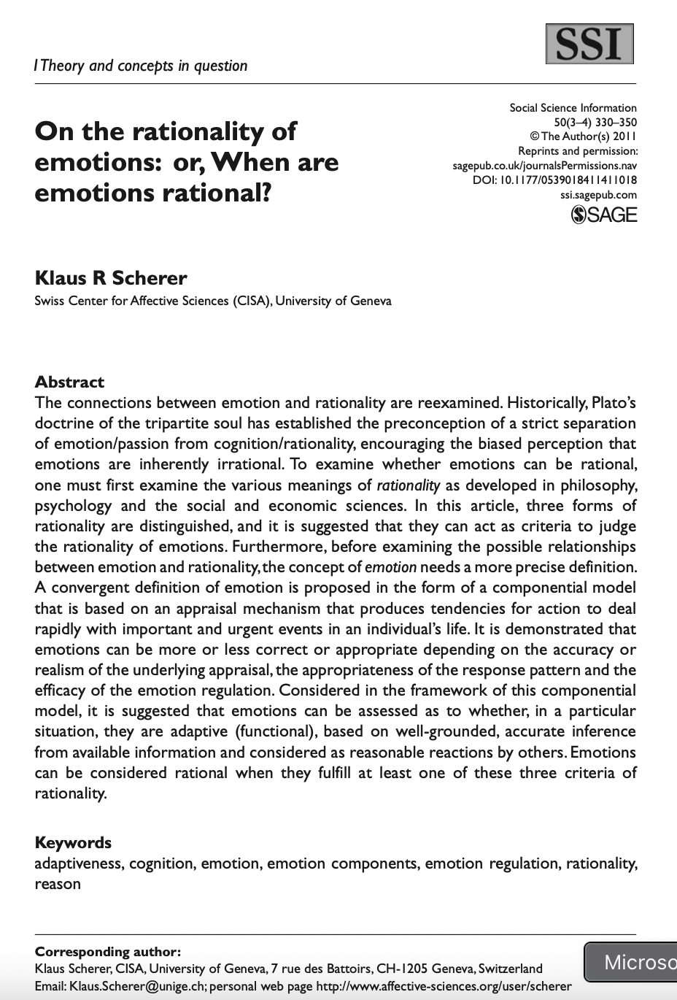 SSI
I Theory and concepts in question
On the rationality of
emotions: or, When are
emotions rational?
Social Science Information
50(3–4) 330–350
© The Author(s) 2011
Reprints and permission:
sagepub.co.uk/journalsPermissions.nav
DOI: 10.1177/0539018411411018
ssi.sagepub.com
SAGE
Klaus R Scherer
Swiss Center for Affective Sciences (CISA), University of Geneva
Abstract
The connections between emotion and rationality are reexamined. Historically, Plato's
doctrine of the tripartite soul has established the preconception of a strict separation
of emotion/passion from cognition/rationality, encouraging the biased perception that
emotions are inherently irrational. To examine whether emotions can be rational,
one must first examine the various meanings of rationality as developed in philosophy,
psychology and the social and economic sciences. In this article, three forms of
rationality are distinguished, and it is suggested that they can act as criteria to judge
the rationality of emotions. Furthermore, before examining the possible relationships
between emotion and rationality, the concept of emotion needs a more precise definition.
A convergent definition of emotion is proposed in the form of a componential model
that is based on an appraisal mechanism that produces tendencies for action to deal
rapidly with important and urgent events in an individual's life. It is demonstrated that
emotions can be more or less correct or appropriate depending on the accuracy or
realism of the underlying appraisal, the appropriateness of the response pattern and the
efficacy of the emotion regulation. Considered in the framework of this componential
model, it is suggested that emotions can be assessed as to whether, in a particular
situation, they are adaptive (functional), based on well-grounded, accurate inference
from available information and considered as reasonable reactions by others. Emotions
can be considered rational when they fulfill at least one of these three criteria of
rationality.
Keywords
adaptiveness, cognition, emotion, emotion components, emotion regulation, rationality,
reason
Corresponding author:
Klaus Scherer, CISA, University of Geneva, 7 rue des Battoirs, CH-1205 Geneva, Switzerland
Email: Klaus.Scherer@unige.ch; personal web page http://www.affective-sciences.org/user/scherer
Microso